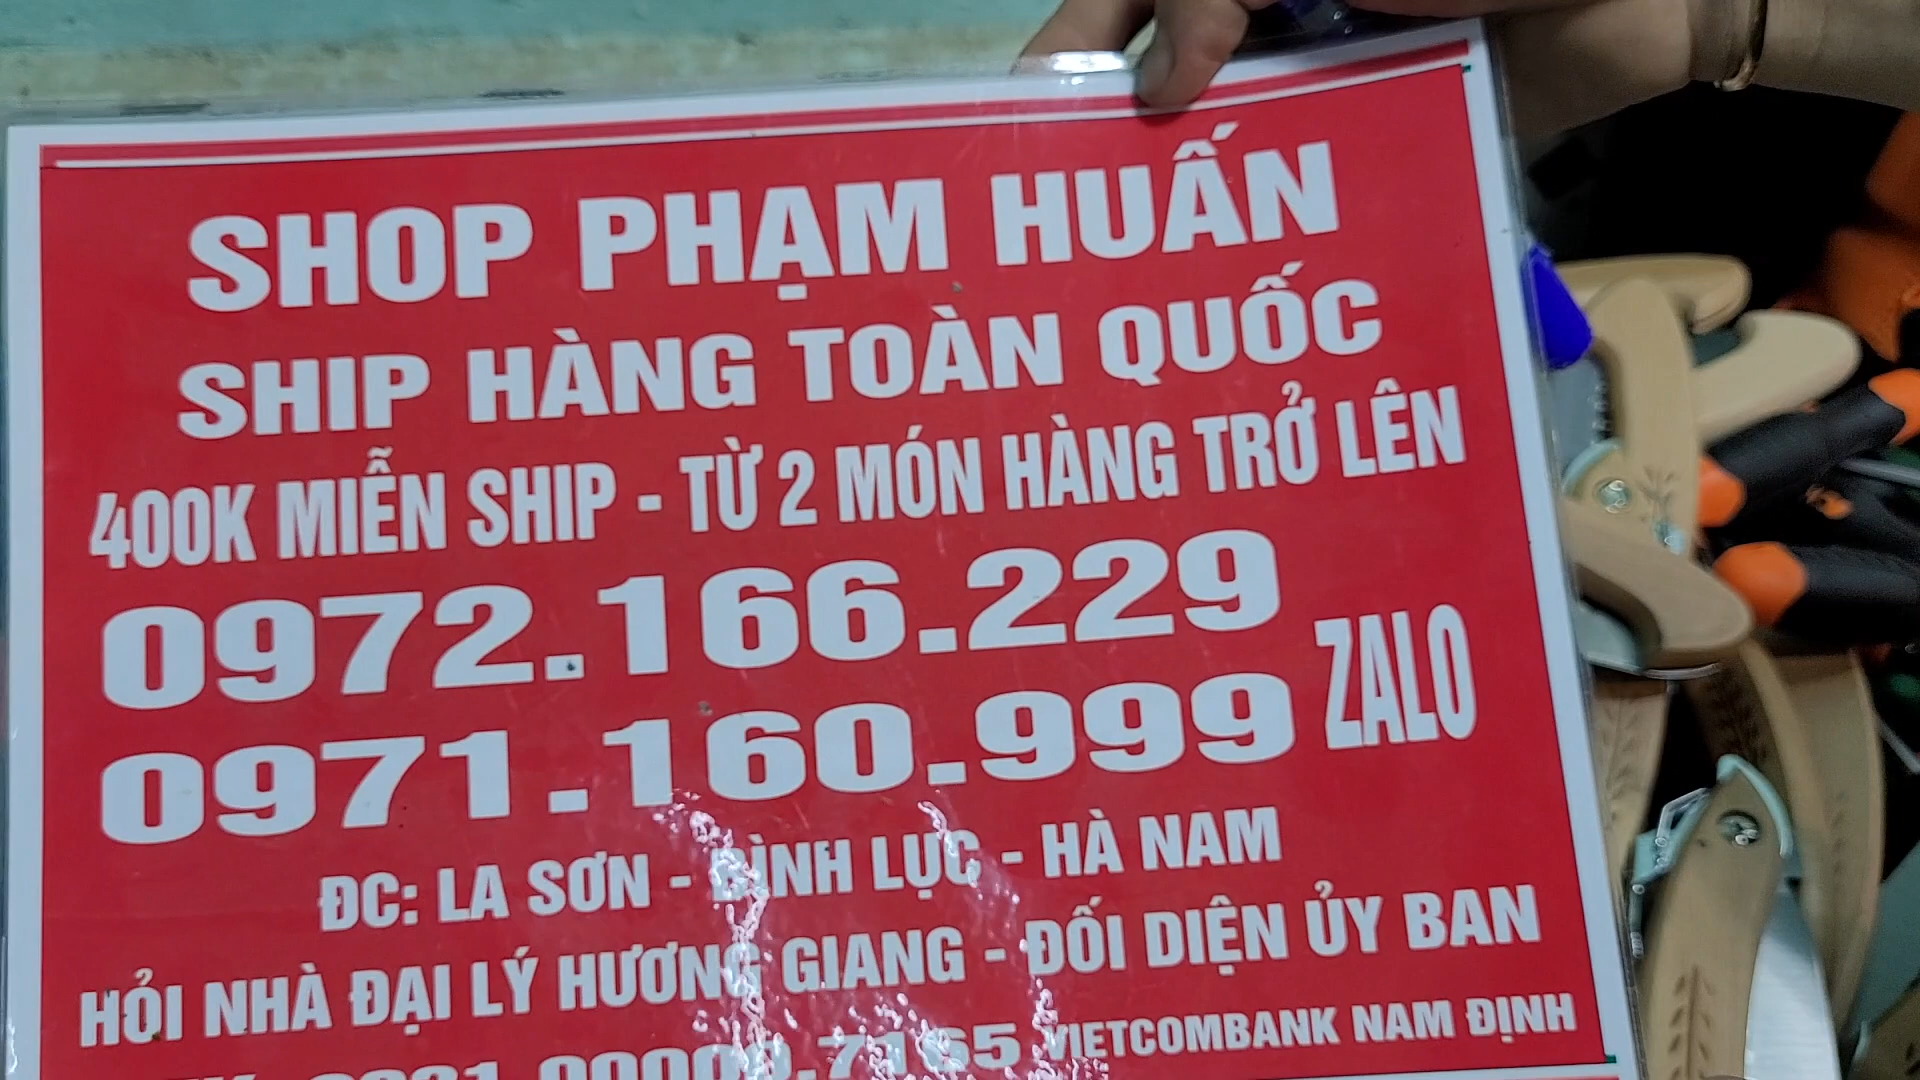 SHOP PHẠM HUẤN
SHIP HÀNG TOÀN QUỐC
400K MIỄN SHIP - TỪ 2 MÓN HÀNG TRỞ LÊN
0972.166.229
0971.160.999 ZALO
ĐC: LA SƠN - BÌNH LỤC - HÀ NAM
HỎI NHÀ ĐẠI LÝ HƯƠNG GIANG - ĐỐI DIỆN ỦY BAN
VIETCOMBANK NAM ĐỊNH